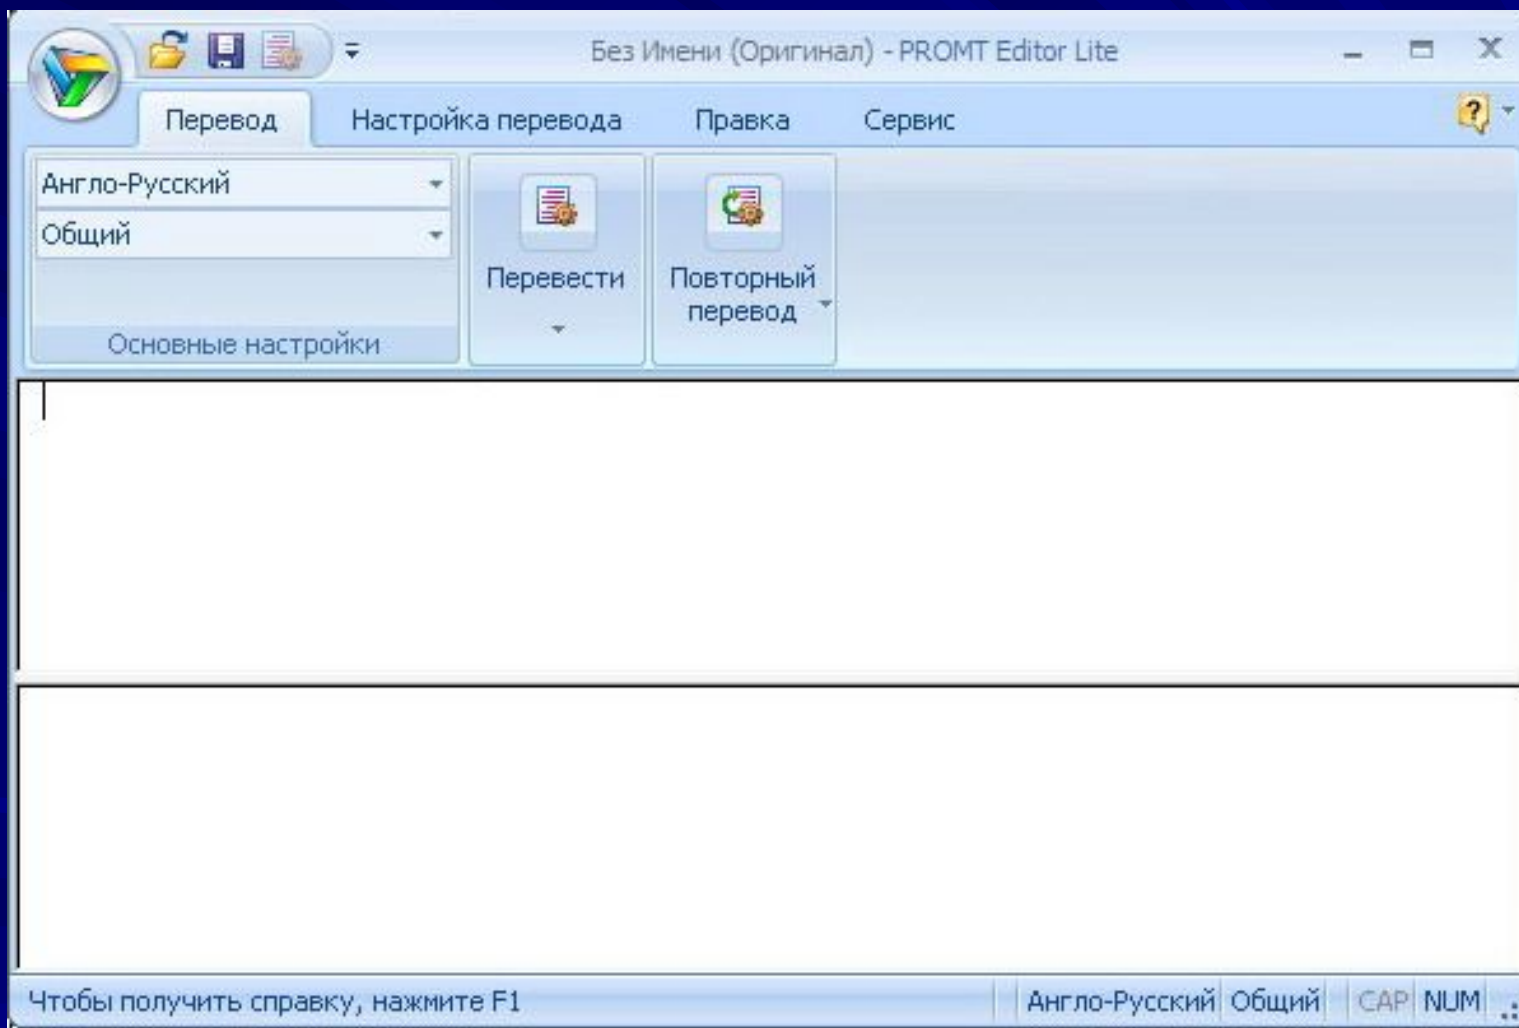 Без Имени (Оригинал) - PROMT Editor Lite
Перевод Настройка перевода Правка Сервис
Англо-Русский
Общий
Основные настройки
Перевести
Повторный
перевод
Чтобы получить справку, нажмите F1
Англо-Русский Общий CAP NUM